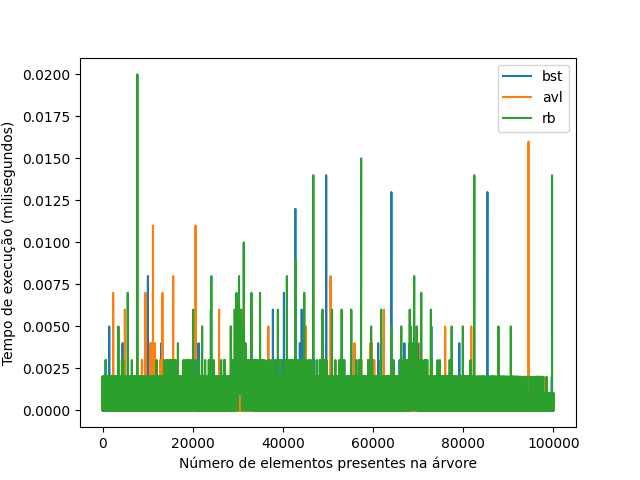 0.0200
0.0175
0.0150
0.0125
0.0100
0.0075
0.0050
0.0025
0.0000
Tempo de execução (milisegundos)
bst
avl
rb
0 20000 40000 60000 80000 100000
Número de elementos presentes na árvore